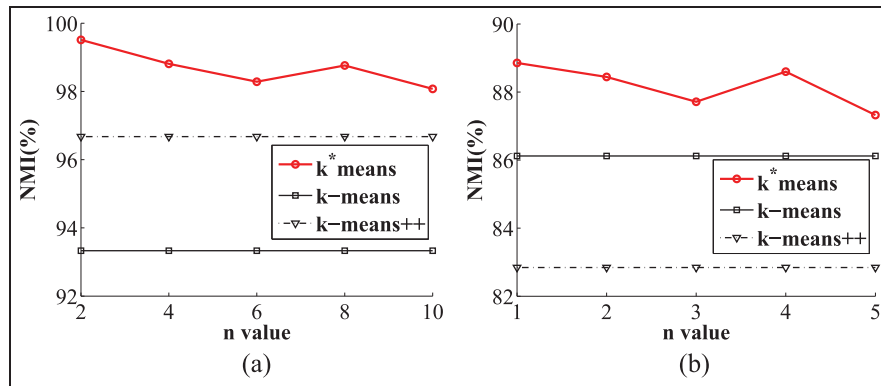 100
98
96
94
92
NMI(%)
k*means
k-means
k-means++
2
4
6
8
10
n value
(a)
90
88
86
84
82
NMI(%)
k*means
k-means
k-means++
1
2
3
4
5
n value
(b)